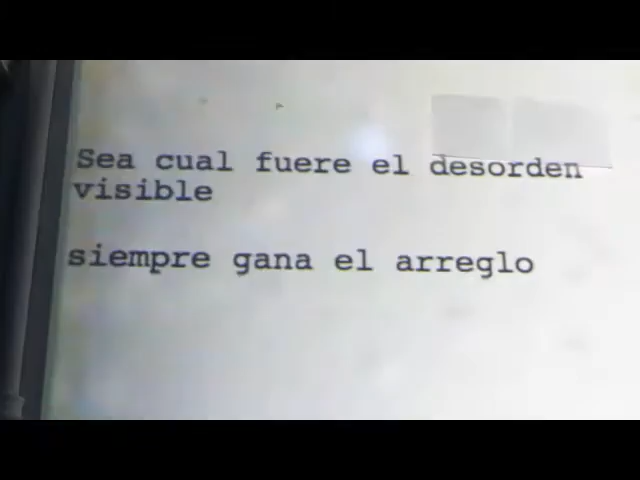 Sea cual fuere el desorden
visible
siempre gana el arreglo